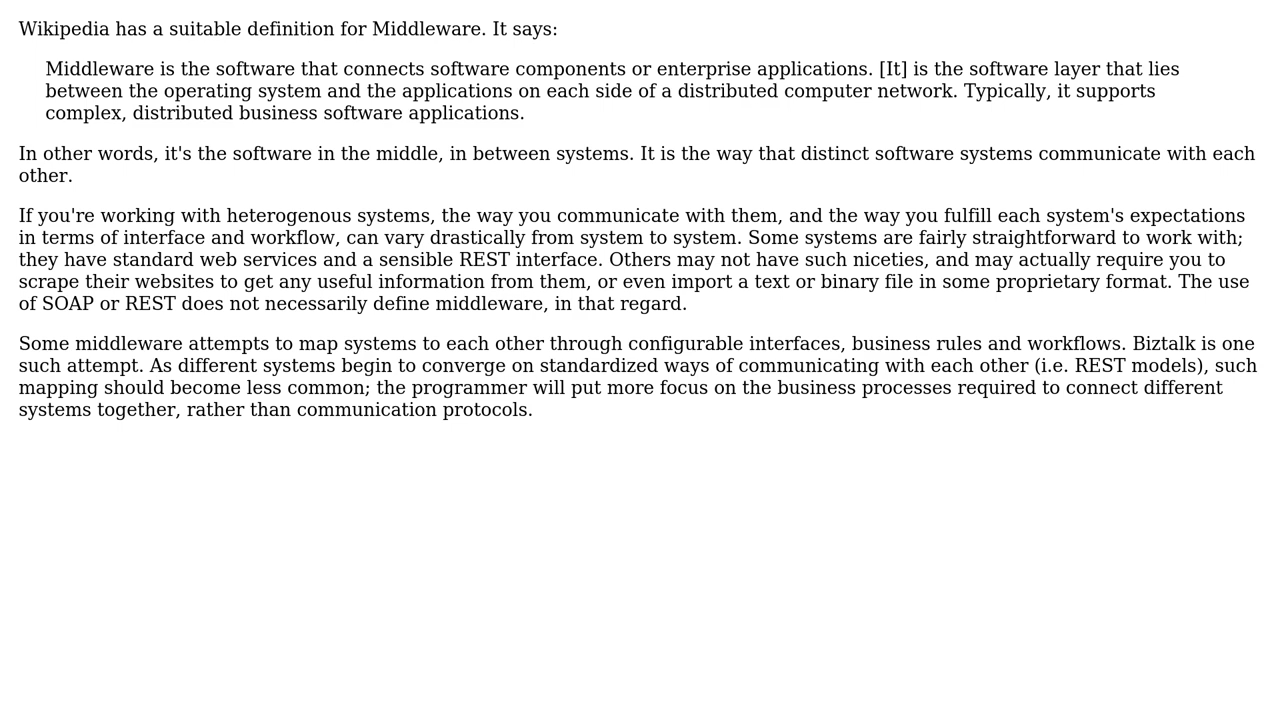 Wikipedia has a suitable definition for Middleware. It says:
Middleware is the software that connects software components or enterprise applications. [It] is the software layer that lies
between the operating system and the applications on each side of a distributed computer network. Typically, it supports
complex, distributed business software applications.
In other words, it's the software in the middle, in between systems. It is the way that distinct software systems communicate with each
other.
If you're working with heterogenous systems, the way you communicate with them, and the way you fulfill each system's expectations
in terms of interface and workflow, can vary drastically from system to system. Some systems are fairly straightforward to work with;
they have standard web services and a sensible REST interface. Others may not have such niceties, and may actually require you to
scrape their websites to get any useful information from them, or even import a text or binary file in some proprietary format. The use
of SOAP or REST does not necessarily define middleware, in that regard.
Some middleware attempts to map systems to each other through configurable interfaces, business rules and workflows. Biztalk is one
such attempt. As different systems begin to converge on standardized ways of communicating with each other (i.e. REST models), such
mapping should become less common; the programmer will put more focus on the business processes required to connect different
systems together, rather than communication protocols.